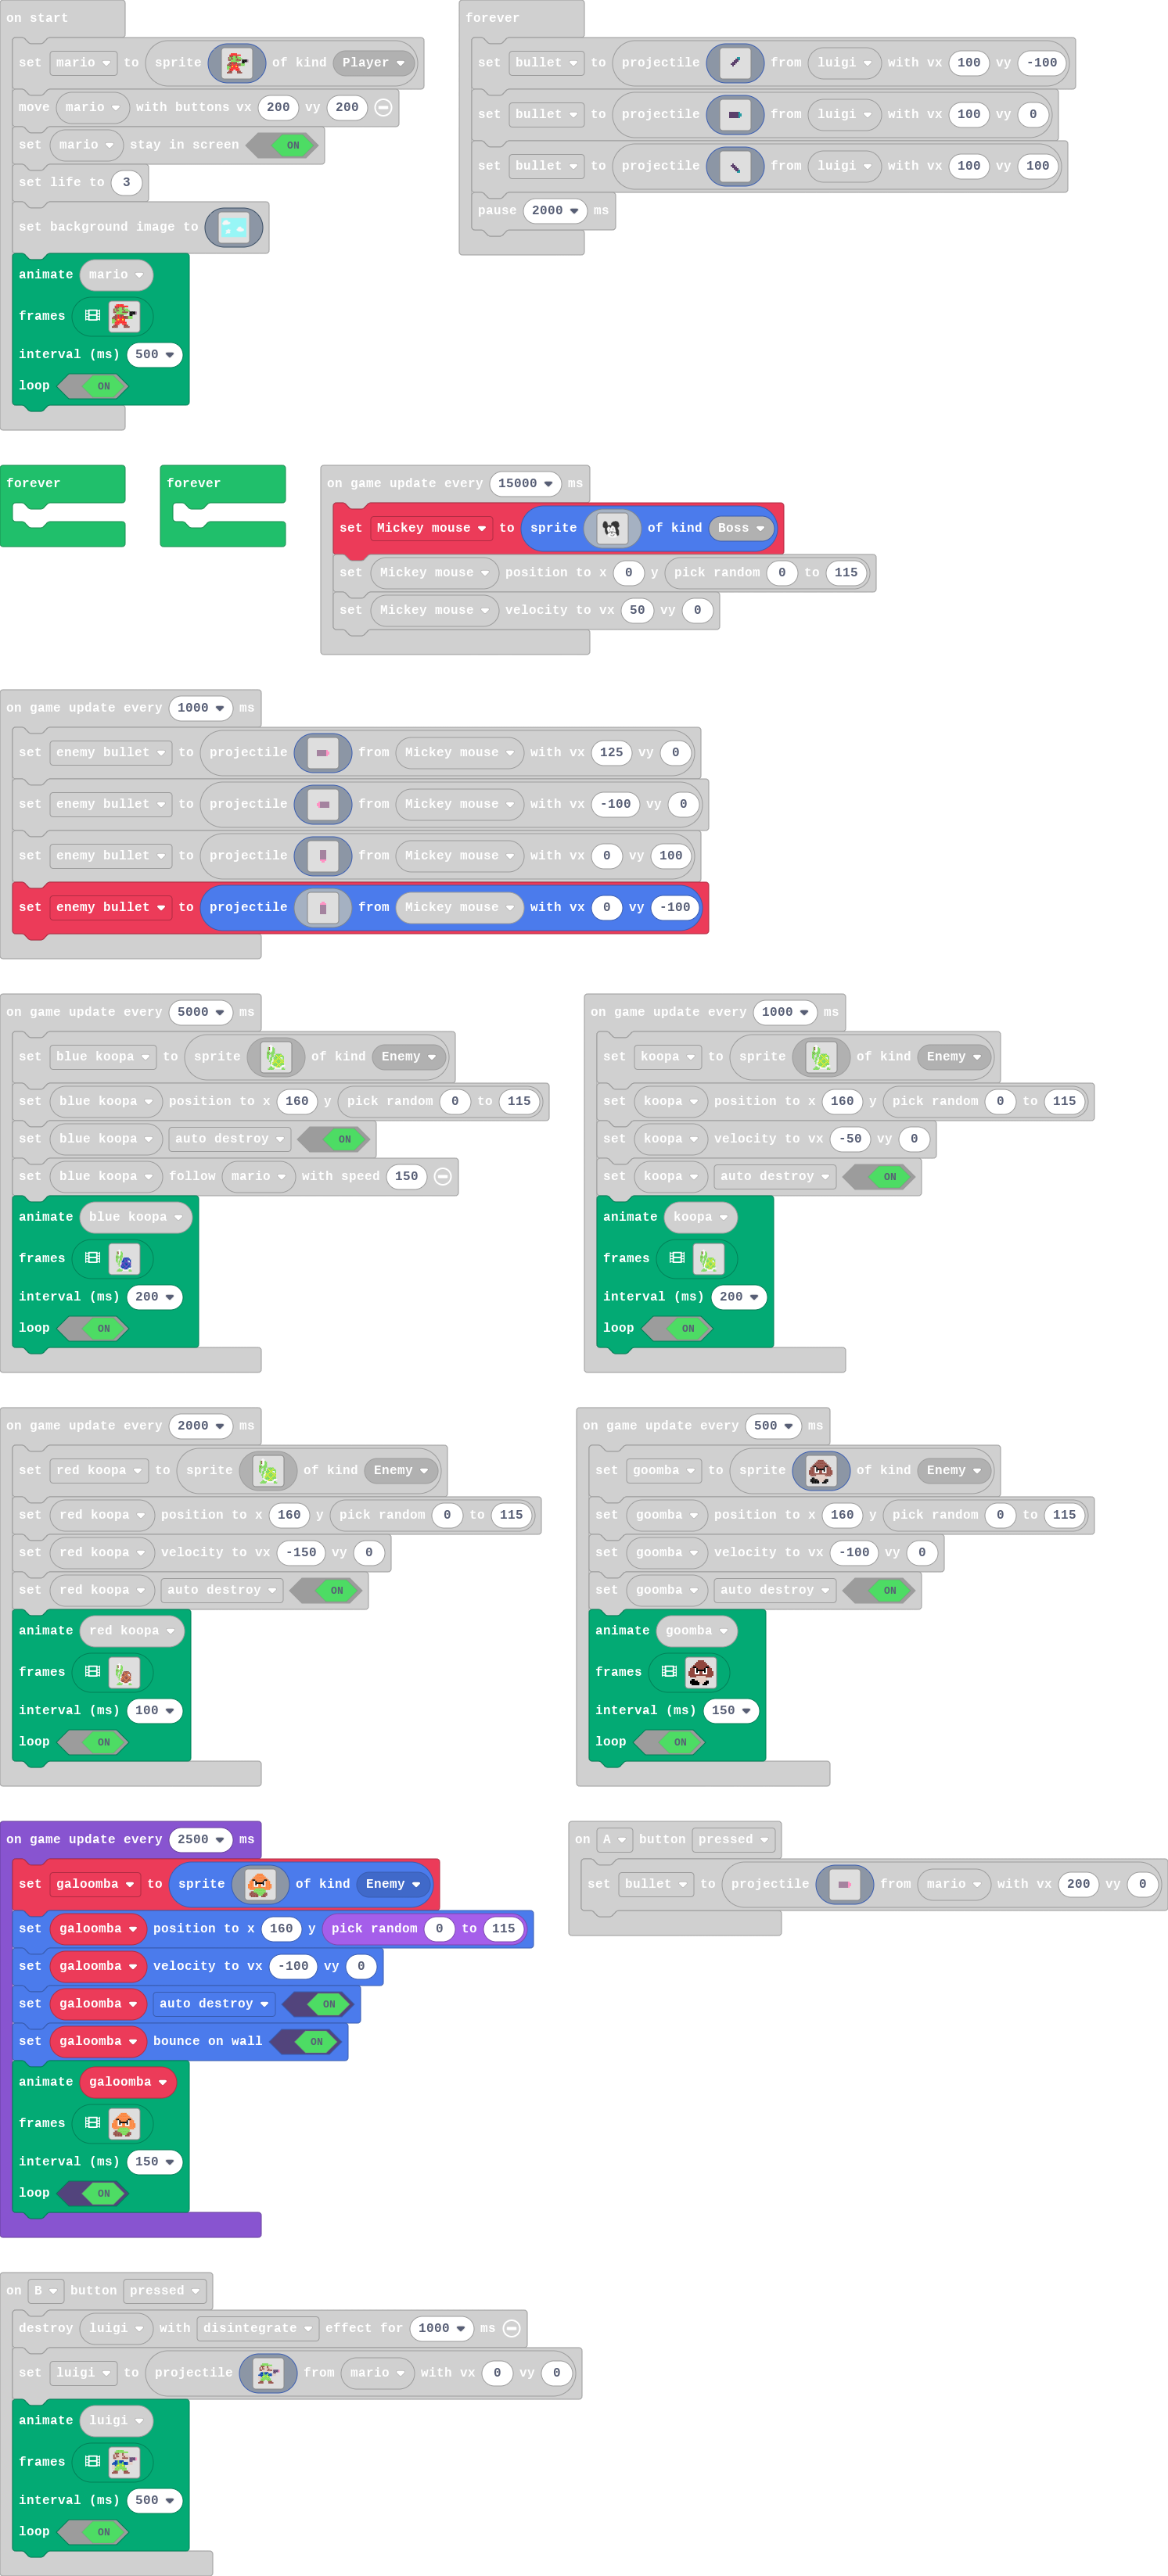 on start
set mario to sprite of kind Player
move mario with buttons vx 200 vy 200
set mario stay in screen ON
set life to 3
set background image to
animate mario
frames
interval (ms) 500
loop ON
forever
set bullet to projectile from luigi with vx 100 vy -100
set bullet to projectile from luigi with vx 100 vy 0
set bullet to projectile from luigi with vx 100 vy 100
pause 2000 ms
forever
forever
on game update every 15000 ms
set Mickey mouse to sprite of kind Boss
set Mickey mouse position to x 0 y pick random 0 to 115
set Mickey mouse velocity to vx 50 vy 0
on game update every 1000 ms
set enemy bullet to projectile from Mickey mouse with vx 125 vy 0
set enemy bullet to projectile from Mickey mouse with vx -100 vy 0
set enemy bullet to projectile from Mickey mouse with vx 0 vy 100
set enemy bullet to projectile from Mickey mouse with vx 0 vy -100
on game update every 5000 ms
set blue koopa to sprite of kind Enemy
set blue koopa position to x 160 y pick random 0 to 115
set blue koopa auto destroy ON
set blue koopa follow mario with speed 150
animate blue koopa
frames
interval (ms) 200
loop ON
on game update every 1000 ms
set koopa to sprite of kind Enemy
set koopa position to x 160 y pick random 0 to 115
set koopa velocity to vx -50 vy 0
set koopa auto destroy ON
animate koopa
frames
interval (ms) 200
loop ON
on game update every 2000 ms
set red koopa to sprite of kind Enemy
set red koopa position to x 160 y pick random 0 to 115
set red koopa velocity to vx -150 vy 0
set red koopa auto destroy ON
animate red koopa
frames
interval (ms) 100
loop ON
on game update every 500 ms
set goomba to sprite of kind Enemy
set goomba position to x 160 y pick random 0 to 115
set goomba velocity to vx -100 vy 0
set goomba auto destroy ON
animate goomba
frames
interval (ms) 150
loop ON
on game update every 2500 ms
set galoomba to sprite of kind Enemy
set galoomba position to x 160 y pick random 0 to 115
set galoomba velocity to vx -100 vy 0
set galoomba auto destroy ON
set galoomba bounce on wall ON
animate galoomba
frames
interval (ms) 150
loop ON
on A button pressed
set bullet to projectile from mario with vx 200 vy 0
on B button pressed
destroy luigi with disintegrate effect for 1000 ms
set luigi to projectile from mario with vx 0 vy 0
animate luigi
frames
interval (ms) 500
loop ON